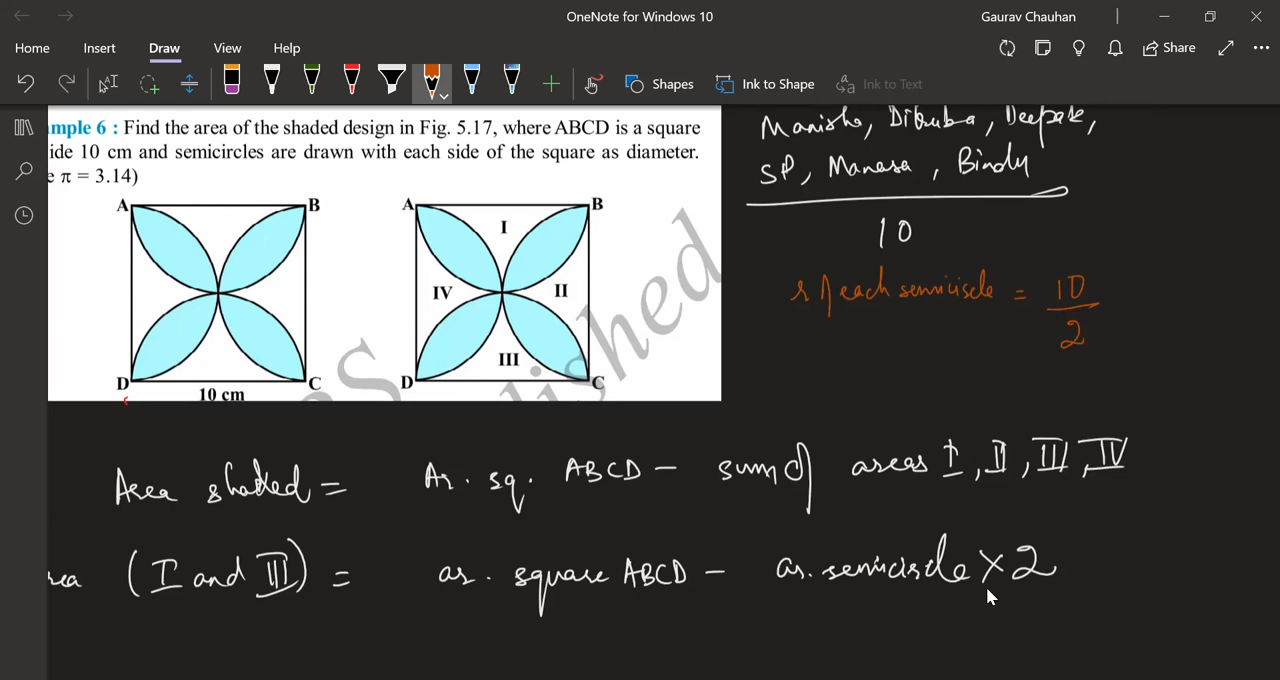 OneNote for Windows 10
Gaurav Chauhan
Home Insert Draw View Help
Share
Shapes Ink to Shape Ink to Text
mple 6 : Find the area of the shaded design in Fig. 5.17, where ABCD is a square
ide 10 cm and semicircles are drawn with each side of the square as diameter.
e π = 3.14)
A B
D C
10 cm
A B
I
IV II
III
D C
S
blished
Manisha, Dibuba, Deepak,
SP, Manasa, Bindu
10
r of each semicircle = 10
2
Area shaded = Ar. sq. ABCD - sum of areas I, II, III, IV
rea (I and III) = ar. square ABCD - ar. semicircle × 2